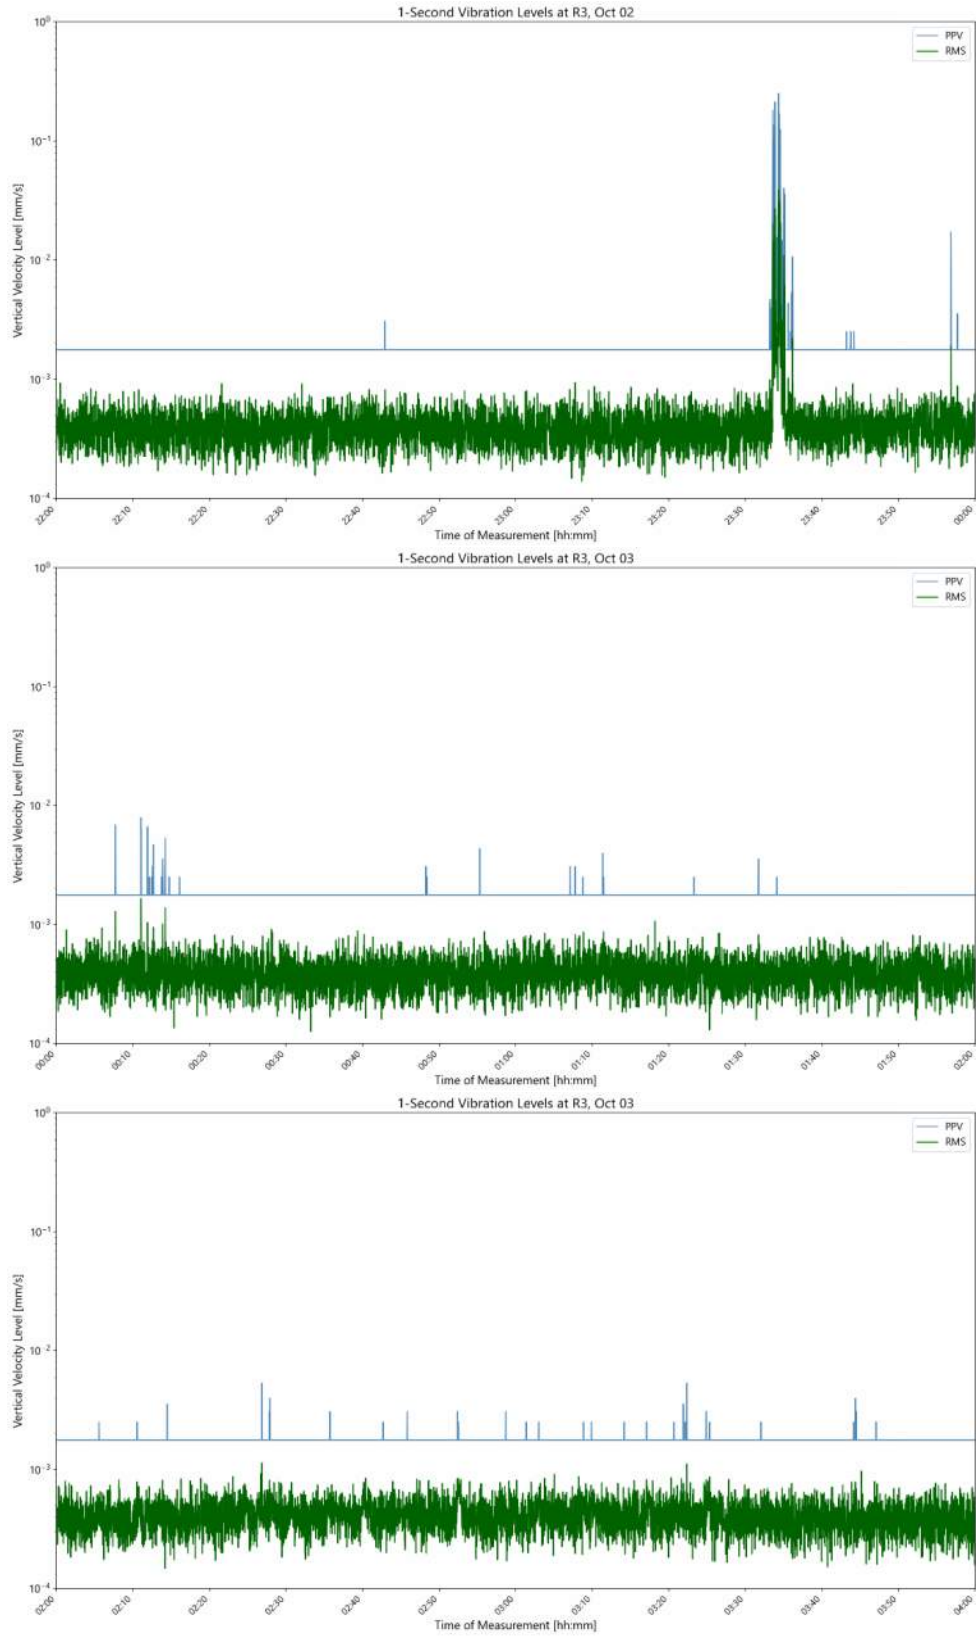 1-Second Vibration Levels at R3, Oct 02
PPV
RMS
Vertical Velocity Level [mm/s]
10⁰
10⁻¹
10⁻²
10⁻³
10⁻⁴
22:00 22:10 22:20 22:30 22:40 22:50 23:00 23:10 23:20 23:30 23:40 23:50 00:00
Time of Measurement [hh:mm]
1-Second Vibration Levels at R3, Oct 03
PPV
RMS
Vertical Velocity Level [mm/s]
10⁰
10⁻¹
10⁻²
10⁻³
10⁻⁴
00:00 00:10 00:20 00:30 00:40 00:50 01:00 01:10 01:20 01:30 01:40 01:50 02:00
Time of Measurement [hh:mm]
1-Second Vibration Levels at R3, Oct 03
PPV
RMS
Vertical Velocity Level [mm/s]
10⁰
10⁻¹
10⁻²
10⁻³
10⁻⁴
02:00 02:10 02:20 02:30 02:40 02:50 03:00 03:10 03:20 03:30 03:40 03:50 04:00
Time of Measurement [hh:mm]